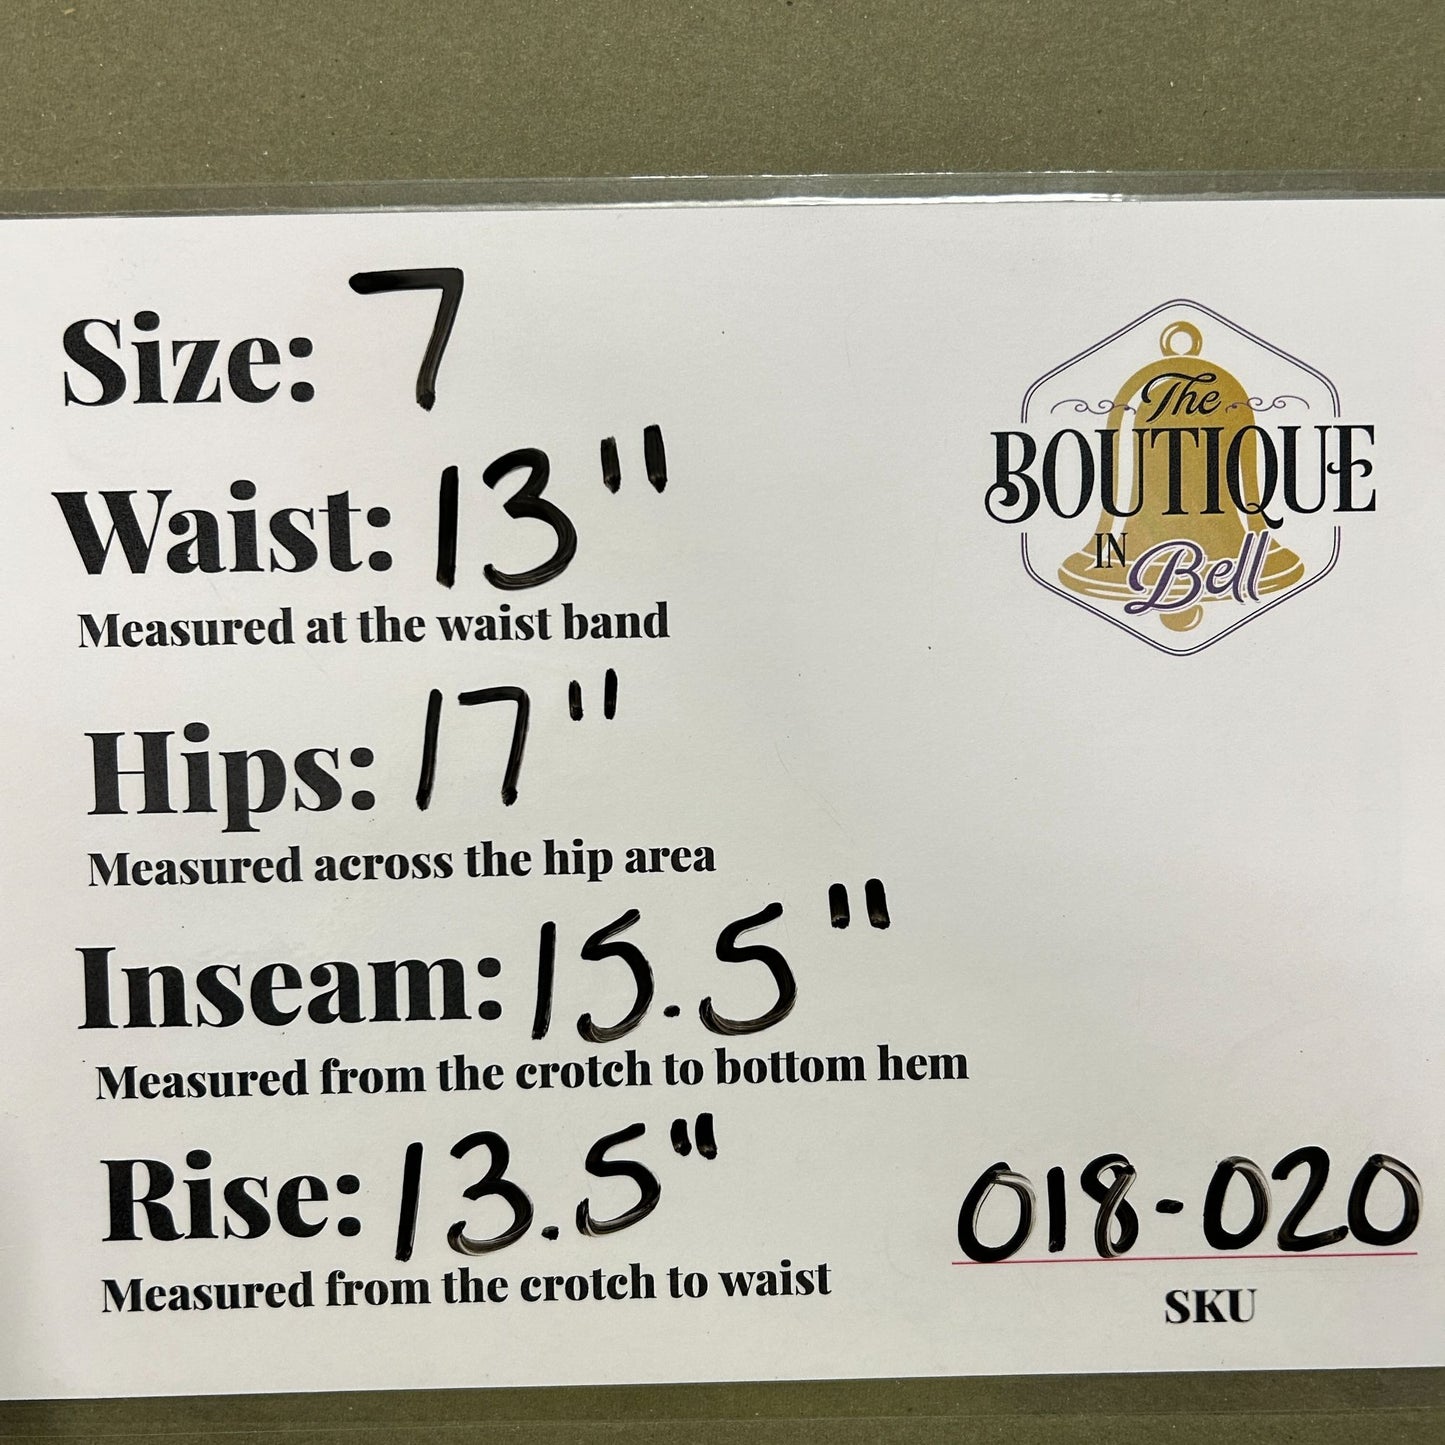 Size: 7
The
BOUTIQUE
IN Bell
Waist: 13"
Measured at the waist band
Hips: 17"
Measured across the hip area
Inseam: 15.5"
Measured from the crotch to bottom hem
Rise: 13.5"
Measured from the crotch to waist
018-020
SKU